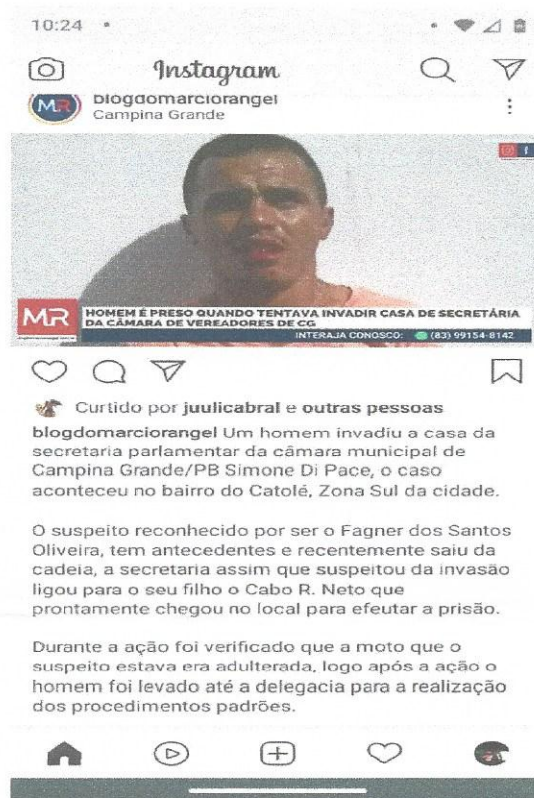 10:24
Instagram
blogdomarciorangel
Campina Grande
MR
MR
HOMEM É PRESO QUANDO TENTAVA INVADIR CASA DE SECRETÁRIA
DA CÂMARA DE VEREADORES DE CG
INTERAJA CONOSCO: (83) 99154-8142
Curtido por juulicabral e outras pessoas
blogdomarciorangel Um homem invadiu a casa da
secretaria parlamentar da câmara municipal de
Campina Grande/PB Simone Di Pace, o caso
aconteceu no bairro do Catolé, Zona Sul da cidade.
O suspeito reconhecido por ser o Fagner dos Santos
Oliveira, tem antecedentes e recentemente saiu da
cadeia, a secretaria assim que suspeitou da invasão
ligou para o seu filho o Cabo R. Neto que
prontamente chegou no local para efeutar a prisão.
Durante a ação foi verificado que a moto que o
suspeito estava era adulterada, logo após a ação o
homem foi levado até a delegacia para a realização
dos procedimentos padrões.